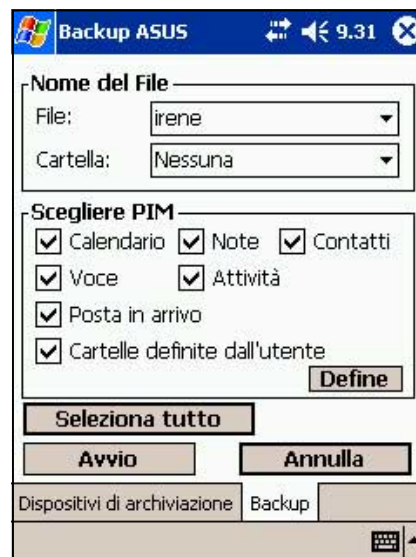 Backup ASUS 9.31
Nome del File
File: irene
Cartella: Nessuna
Scegliere PIM
Calendario Note Contatti
Voce Attività
Posta in arrivo
Cartelle definite dall'utente
Define
Seleziona tutto
Avvio Annulla
Dispositivi di archiviazione Backup